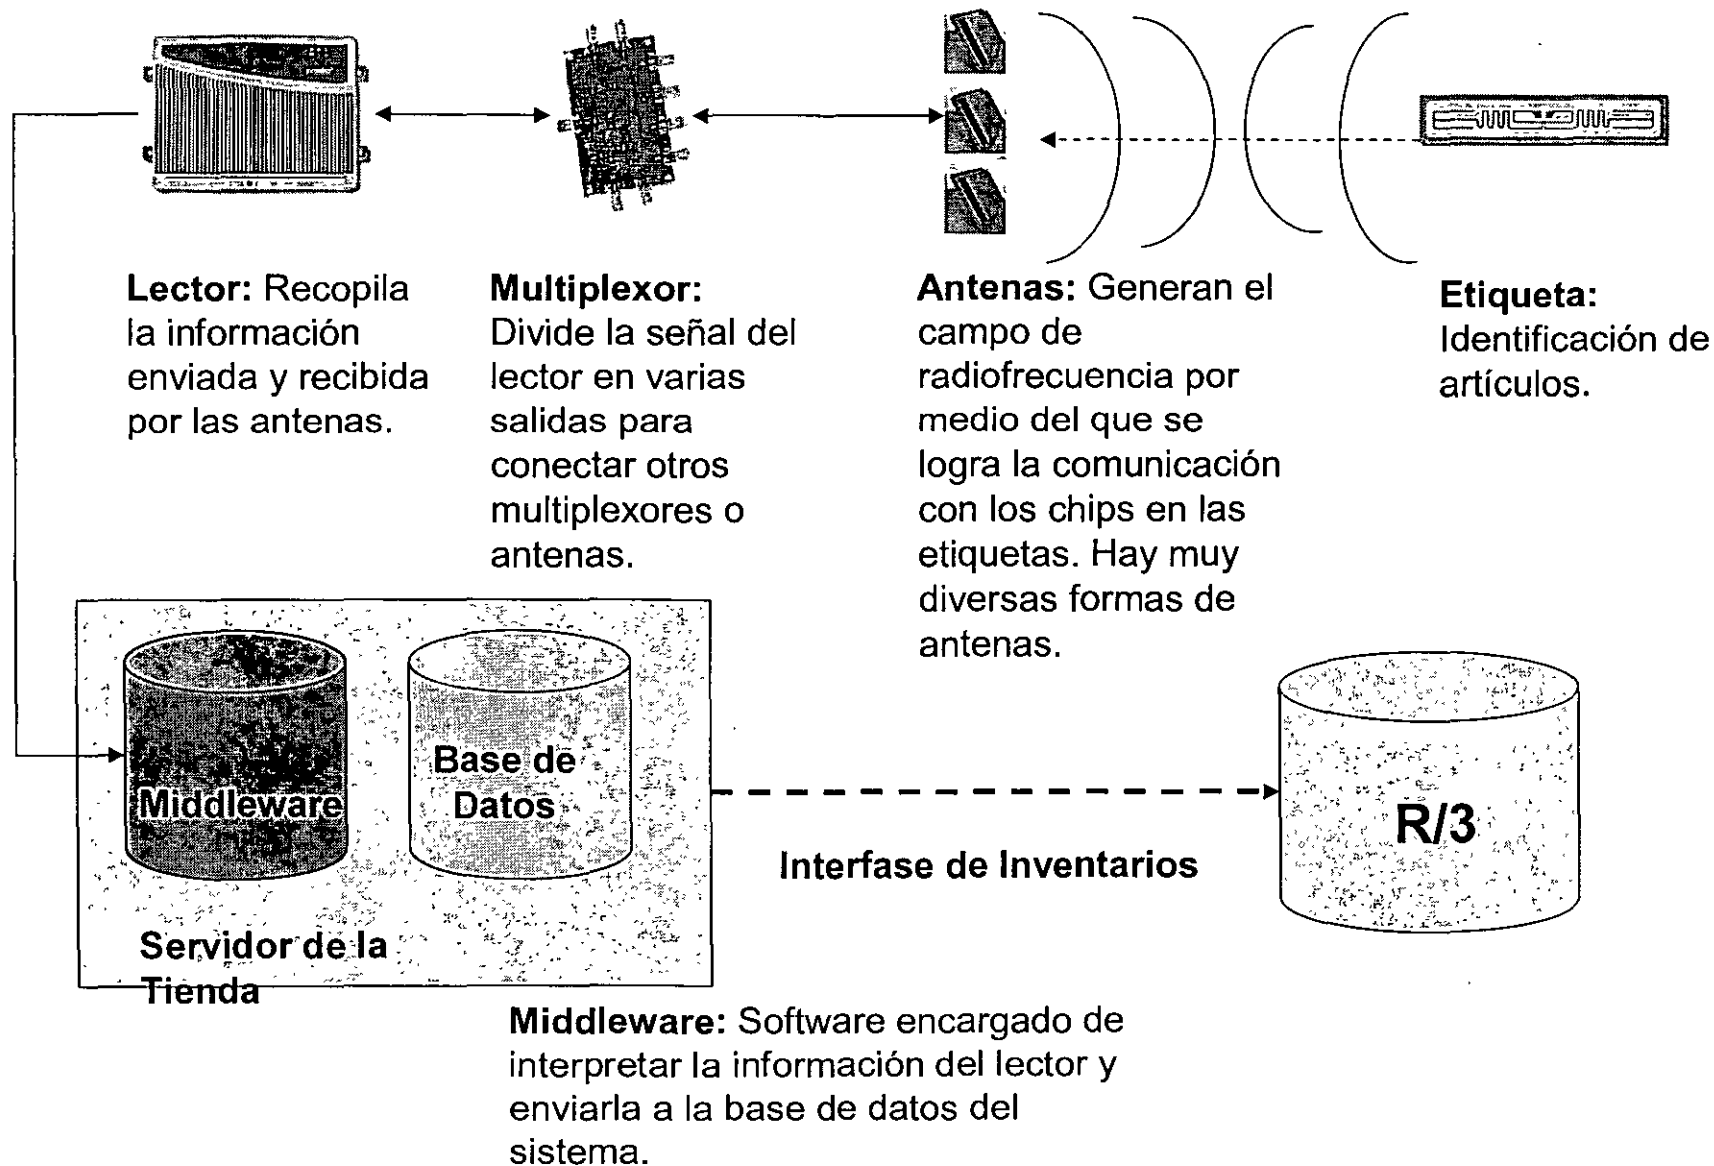 Lector: Recopila
la información
enviada y recibida
por las antenas.
Multiplexor:
Divide la señal del
lector en varias
salidas para
conectar otros
multiplexores o
antenas.
Antenas: Generan el
campo de
radiofrecuencia por
medio del que se
logra la comunicación
con los chips en las
etiquetas. Hay muy
diversas formas de
antenas.
Etiqueta:
Identificación de
artículos.
Middleware
Base de
Datos
Servidor de la
Tienda
Interfase de Inventarios
R/3
Middleware: Software encargado de
interpretar la información del lector y
enviarla a la base de datos del
sistema.